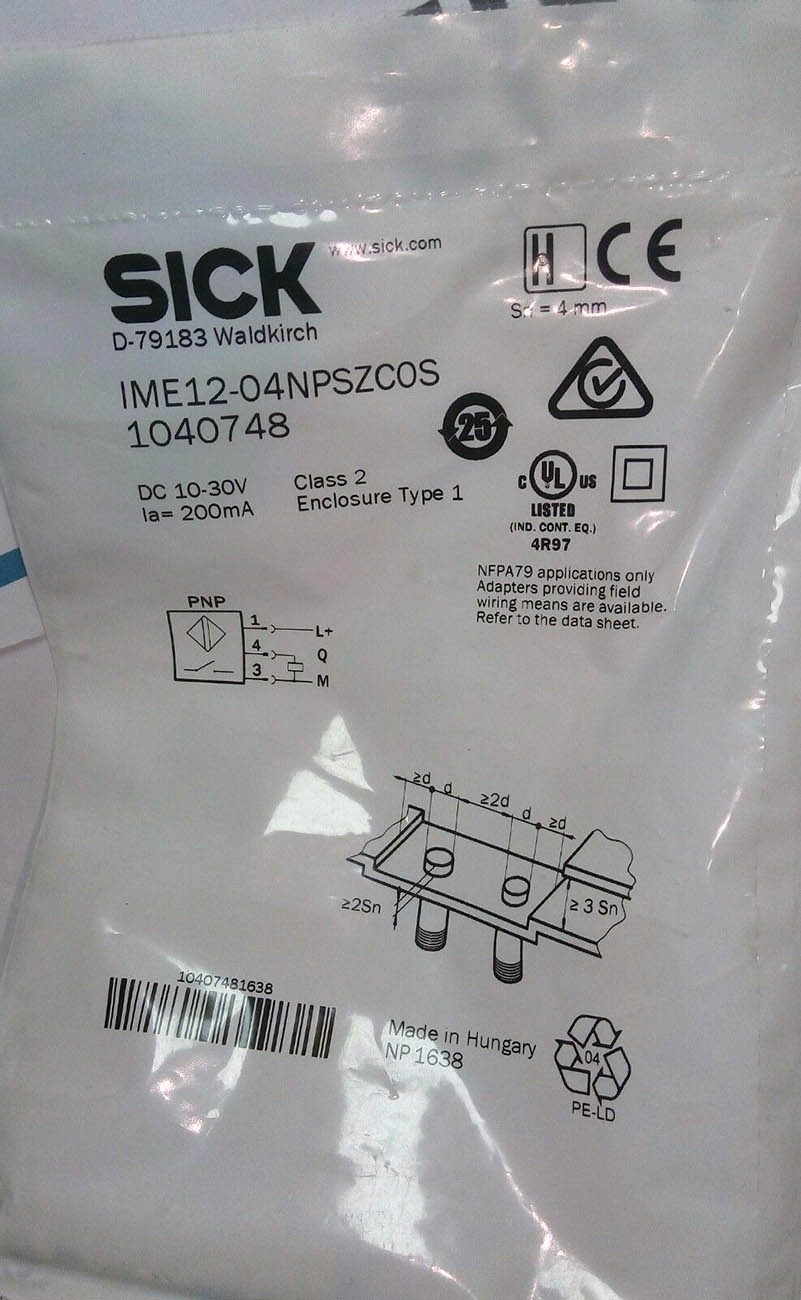 SICK
www.sick.com
D-79183 Waldkirch
CE
Sn = 4 mm
IME12-04NPSZC0S
1040748
25
DC 10-30V
Ia= 200mA
Class 2
Enclosure Type 1
C UL US
LISTED
(IND. CONT. EQ.)
4R97
NFPA79 applications only
Adapters providing field
wiring means are available.
Refer to the data sheet.
PNP
1 L+
4 Q
3 M
≥d d ≥2d d ≥d
≥2Sn
≥ 3 Sn
10407481638
Made in Hungary
NP 1638
04
PE-LD